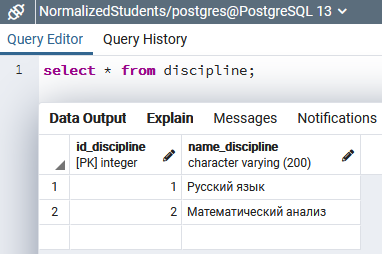 NormalizedStudents/postgres@PostgreSQL 13
Query Editor Query History
1 select * from discipline;
Data Output Explain Messages Notifications
id_discipline name_discipline
[PK] integer character varying (200)
1 1 Русский язык
2 2 Математический анализ